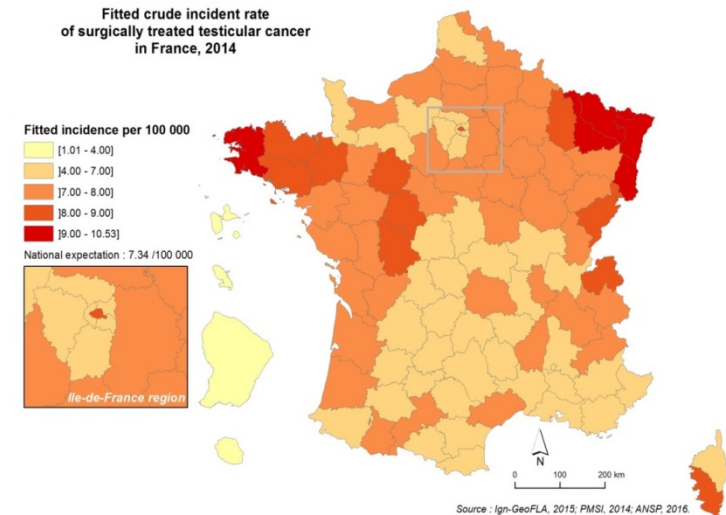 Fitted crude incident rate
of surgically treated testicular cancer
in France, 2014
Fitted incidence per 100 000
[1.01 - 4.00]
]4.00 - 7.00]
]7.00 - 8.00]
]8.00 - 9.00]
]9.00 - 10.53]
National expectation : 7.34 /100 000
Ile-de-France region
N
0 100 200 km
Source : Ign-GeoFLA, 2015; PMSI, 2014; ANSP, 2016.